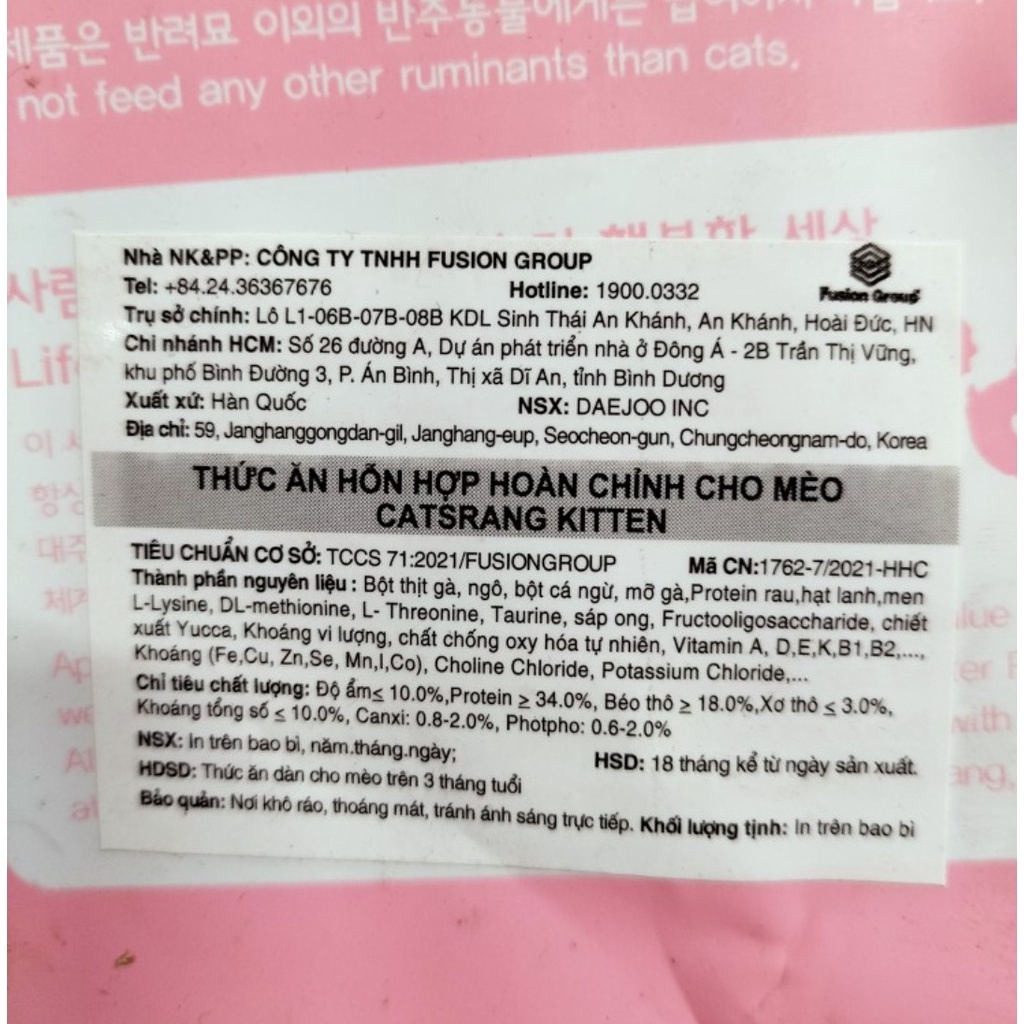 제품은 반려묘 이외의 반추동물에게는
not feed any other ruminants than cats.
세상
사람
Nhà NK&PP: CÔNG TY TNHH FUSION GROUP
Fusion Group
Tel: +84.24.36367676 Hotline: 1900.0332
Trụ sở chính: Lô L1-06B-07B-08B KDL Sinh Thái An Khánh, An Khánh, Hoài Đức, HN
Chi nhánh HCM: Số 26 đường A, Dự án phát triển nhà ở Đông Á - 2B Trần Thị Vững,
khu phố Bình Đường 3, P. Án Bình, Thị xã Dĩ An, tỉnh Bình Dương
Xuất xứ: Hàn Quốc NSX: DAEJOO INC
Địa chỉ: 59, Janghanggongdan-gil, Janghang-eup, Seocheon-gun, Chungcheongnam-do, Korea
THỨC ĂN HỖN HỢP HOÀN CHỈNH CHO MÈO
CATSRANG KITTEN
TIÊU CHUẨN CƠ SỞ: TCCS 71:2021/FUSIONGROUP Mã CN:1762-7/2021-HHC
Thành phần nguyên liệu : Bột thịt gà, ngô, bột cá ngừ, mỡ gà,Protein rau,hạt lanh,men
L-Lysine, DL-methionine, L- Threonine, Taurine, sáp ong, Fructooligosaccharide, chiết
xuất Yucca, Khoáng vi lượng, chất chống oxy hóa tự nhiên, Vitamin A, D,E,K,B1,B2,...,
Khoáng (Fe,Cu, Zn,Se, Mn,I,Co), Choline Chloride, Potassium Chloride,...
Chỉ tiêu chất lượng: Độ ẩm≤ 10.0%,Protein ≥ 34.0%, Béo thô ≥ 18.0%,Xơ thô ≤ 3.0%,
Khoáng tổng số ≤ 10.0%, Canxi: 0.8-2.0%, Photpho: 0.6-2.0%
NSX: In trên bao bì, năm.tháng.ngày; HSD: 18 tháng kể từ ngày sản xuất.
HDSD: Thức ăn dàn cho mèo trên 3 tháng tuổi
Bảo quản: Nơi khô ráo, thoáng mát, tránh ánh sáng trực tiếp. Khối lượng tịnh: In trên bao bì